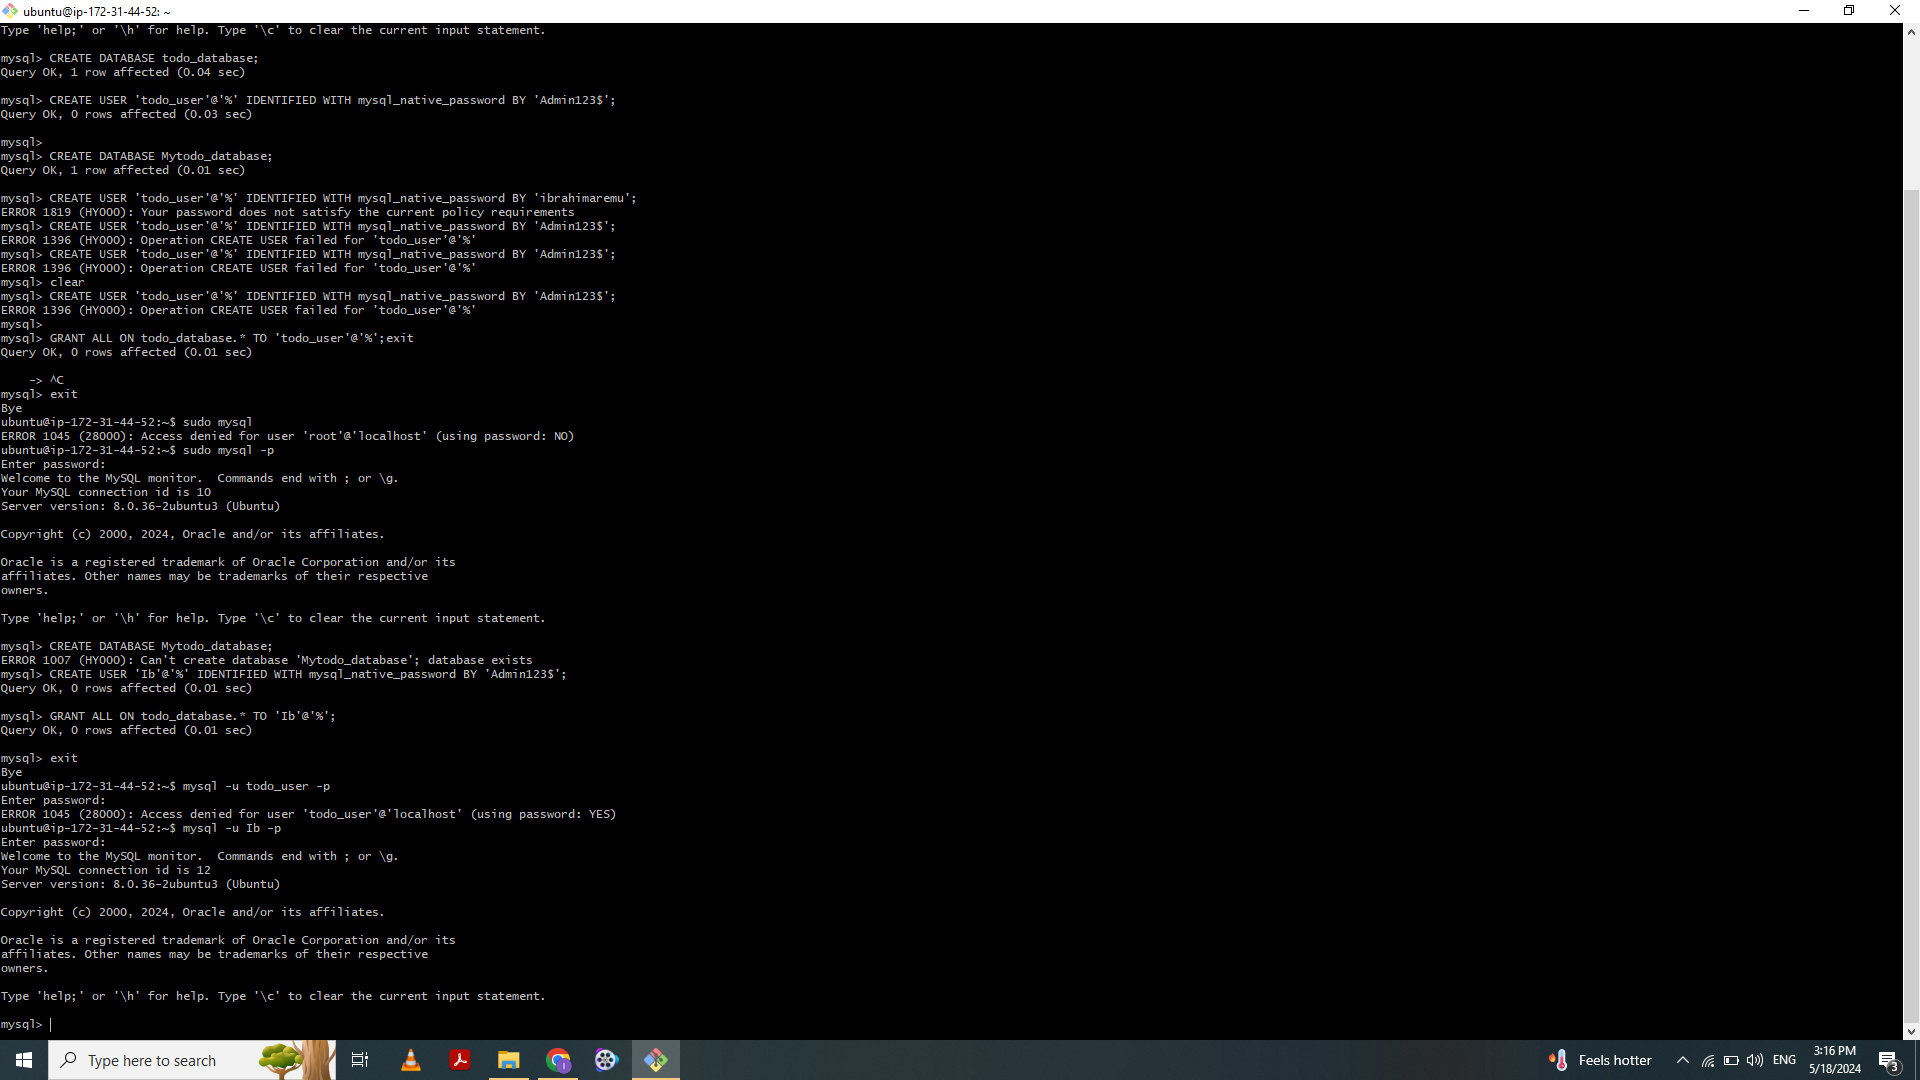 ubuntu@ip-172-31-44-52: ~
Type 'help;' or '\h' for help. Type '\c' to clear the current input statement.
mysql> CREATE DATABASE todo_database;
Query OK, 1 row affected (0.04 sec)
mysql> CREATE USER 'todo_user'@'%' IDENTIFIED WITH mysql_native_password BY 'Admin123$';
Query OK, 0 rows affected (0.03 sec)
mysql>
mysql> CREATE DATABASE Mytodo_database;
Query OK, 1 row affected (0.01 sec)
mysql> CREATE USER 'todo_user'@'%' IDENTIFIED WITH mysql_native_password BY 'ibrahimaremu';
ERROR 1819 (HY000): Your password does not satisfy the current policy requirements
mysql> CREATE USER 'todo_user'@'%' IDENTIFIED WITH mysql_native_password BY 'Admin123$';
ERROR 1396 (HY000): Operation CREATE USER failed for 'todo_user'@'%'
mysql> CREATE USER 'todo_user'@'%' IDENTIFIED WITH mysql_native_password BY 'Admin123$';
ERROR 1396 (HY000): Operation CREATE USER failed for 'todo_user'@'%'
mysql> clear
mysql> CREATE USER 'todo_user'@'%' IDENTIFIED WITH mysql_native_password BY 'Admin123$';
ERROR 1396 (HY000): Operation CREATE USER failed for 'todo_user'@'%'
mysql>
mysql> GRANT ALL ON todo_database.* TO 'todo_user'@'%';exit
Query OK, 0 rows affected (0.01 sec)
    -> ^C
mysql> exit
Bye
ubuntu@ip-172-31-44-52:~$ sudo mysql
ERROR 1045 (28000): Access denied for user 'root'@'localhost' (using password: NO)
ubuntu@ip-172-31-44-52:~$ sudo mysql -p
Enter password:
Welcome to the MySQL monitor.  Commands end with ; or \g.
Your MySQL connection id is 10
Server version: 8.0.36-2ubuntu3 (Ubuntu)
Copyright (c) 2000, 2024, Oracle and/or its affiliates.
Oracle is a registered trademark of Oracle Corporation and/or its
affiliates. Other names may be trademarks of their respective
owners.
Type 'help;' or '\h' for help. Type '\c' to clear the current input statement.
mysql> CREATE DATABASE Mytodo_database;
ERROR 1007 (HY000): Can't create database 'Mytodo_database'; database exists
mysql> CREATE USER 'Ib'@'%' IDENTIFIED WITH mysql_native_password BY 'Admin123$';
Query OK, 0 rows affected (0.01 sec)
mysql> GRANT ALL ON todo_database.* TO 'Ib'@'%';
Query OK, 0 rows affected (0.01 sec)
mysql> exit
Bye
ubuntu@ip-172-31-44-52:~$ mysql -u todo_user -p
Enter password:
ERROR 1045 (28000): Access denied for user 'todo_user'@'localhost' (using password: YES)
ubuntu@ip-172-31-44-52:~$ mysql -u Ib -p
Enter password:
Welcome to the MySQL monitor.  Commands end with ; or \g.
Your MySQL connection id is 12
Server version: 8.0.36-2ubuntu3 (Ubuntu)
Copyright (c) 2000, 2024, Oracle and/or its affiliates.
Oracle is a registered trademark of Oracle Corporation and/or its
affiliates. Other names may be trademarks of their respective
owners.
Type 'help;' or '\h' for help. Type '\c' to clear the current input statement.
mysql>
Type here to search
Feels hotter
ENG
3:16 PM
5/18/2024
3